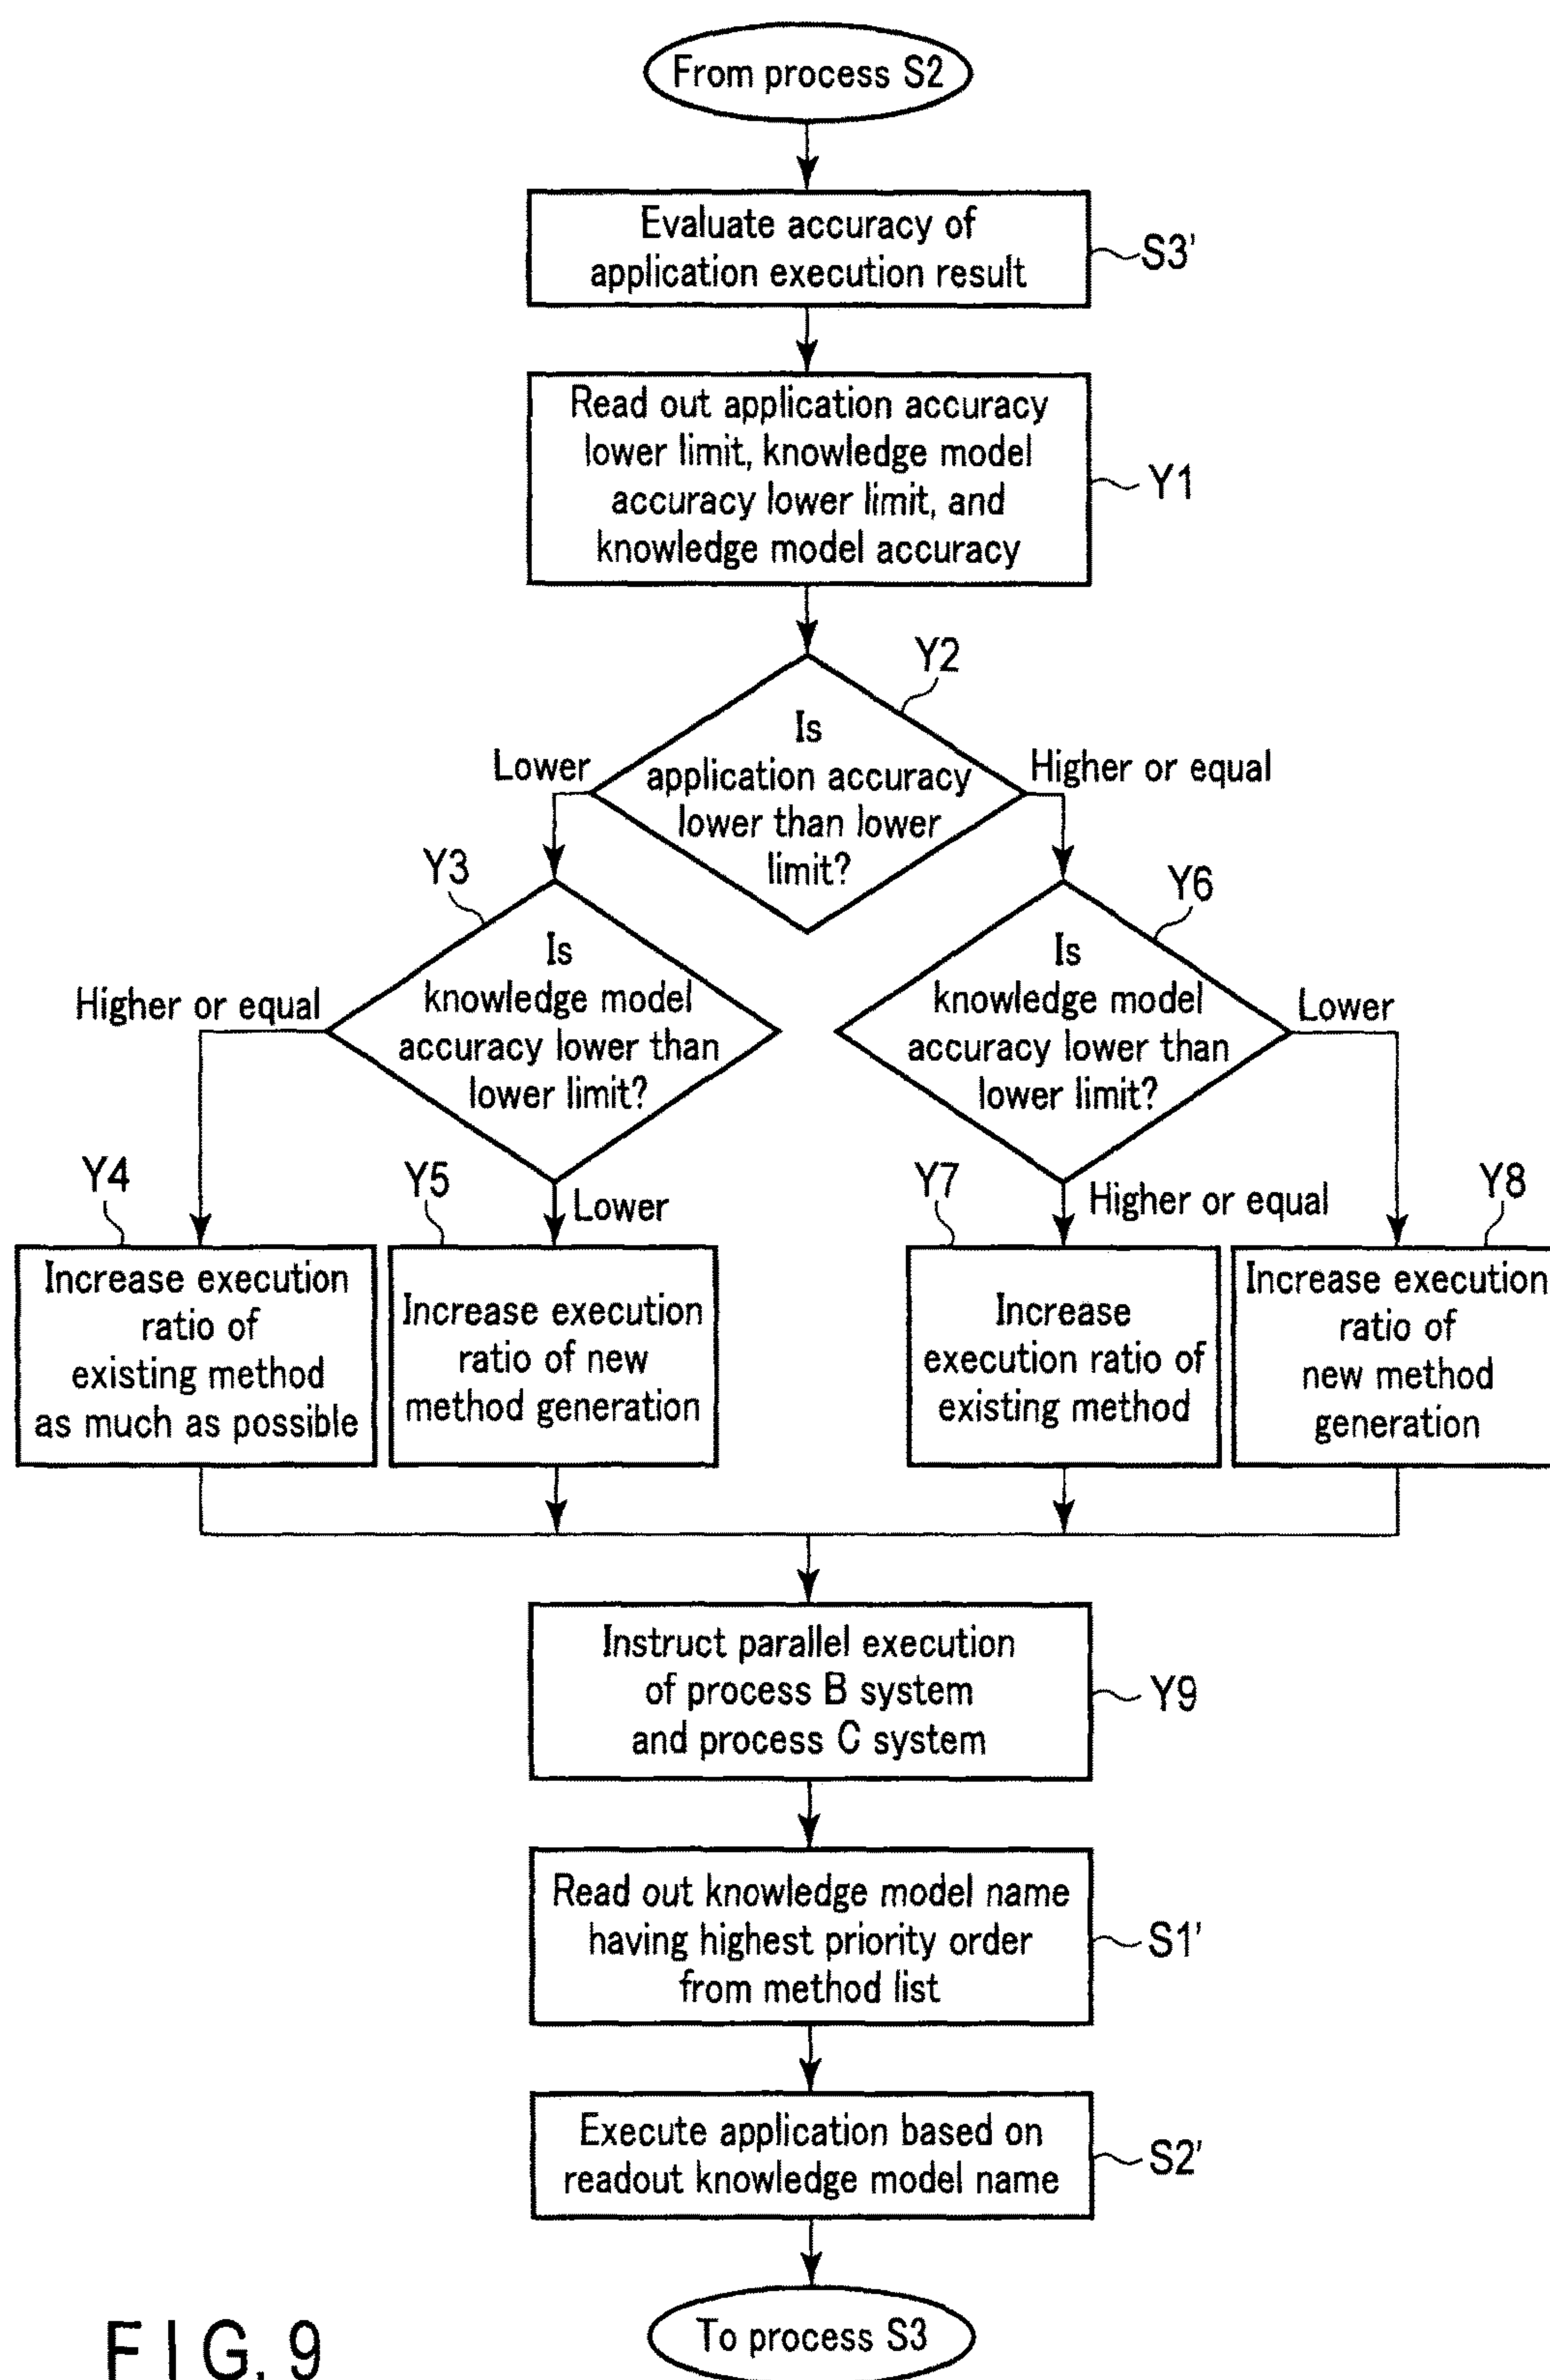 From process S2
Evaluate accuracy of
application execution result
S3'
Read out application accuracy
lower limit, knowledge model
accuracy lower limit, and
knowledge model accuracy
Y1
Y2
Is
application accuracy
lower than lower
limit?
Lower
Higher or equal
Y3
Is
knowledge model
accuracy lower than
lower limit?
Higher or equal
Lower
Y6
Is
knowledge model
accuracy lower than
lower limit?
Lower
Higher or equal
Y4
Increase execution
ratio of
existing method
as much as possible
Y5
Increase execution
ratio of new
method generation
Y7
Increase
execution ratio of
existing method
Y8
Increase execution
ratio of
new method
generation
Instruct parallel execution
of process B system
and process C system
Y9
Read out knowledge model name
having highest priority order
from method list
S1'
Execute application based on
readout knowledge model name
S2'
To process S3
FIG. 9